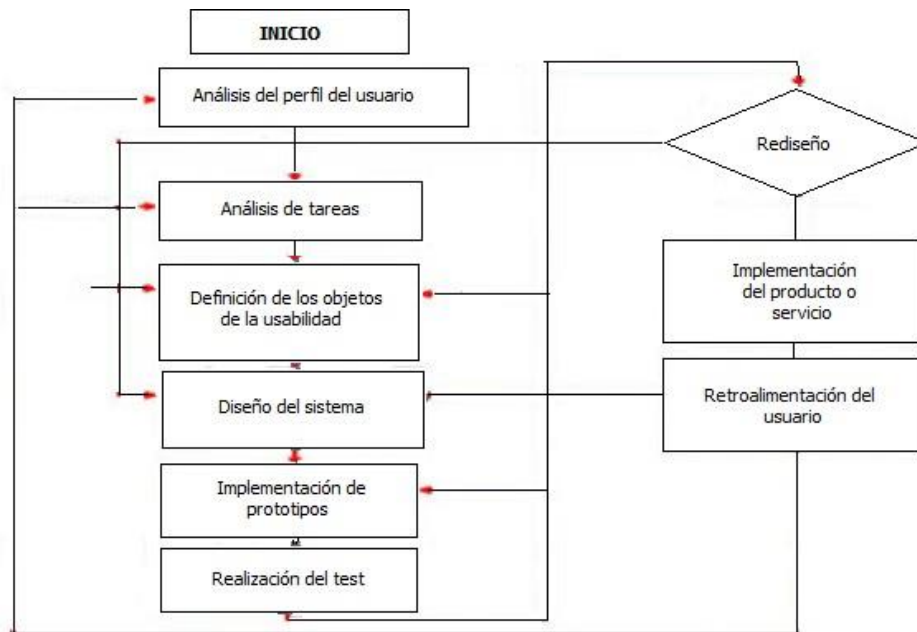 INICIO
Análisis del perfil del usuario
Análisis de tareas
Definición de los objetos
de la usabilidad
Diseño del sistema
Implementación de
prototipos
Realización del test
Rediseño
Implementación
del producto o
servicio
Retroalimentación del
usuario